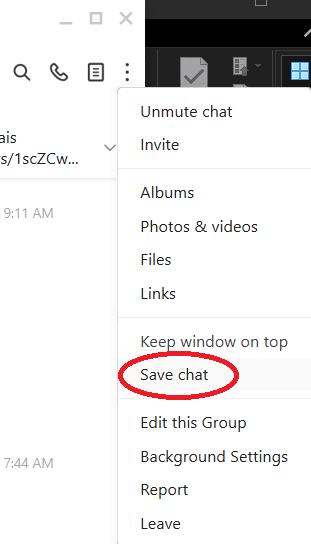 Unmute chat
Invite
ais
s/1scZCw...
Albums
9:11 AM
Photos & videos
Files
Links
Keep window on top
Save chat
Edit this Group
Background Settings
7:44 AM
Report
Leave